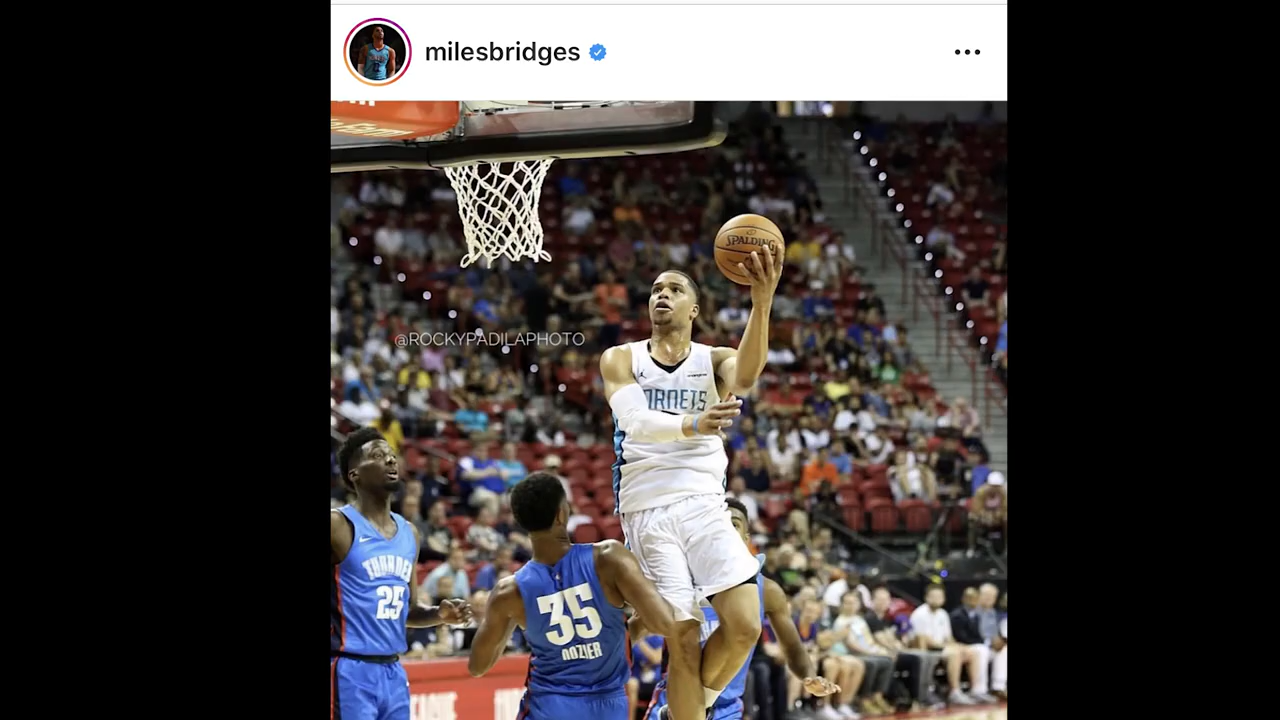 milesbridges
SPALDING
@ROCKYPADILAPHOTO
ORNETS
THUNDER
25
35
DOZIER